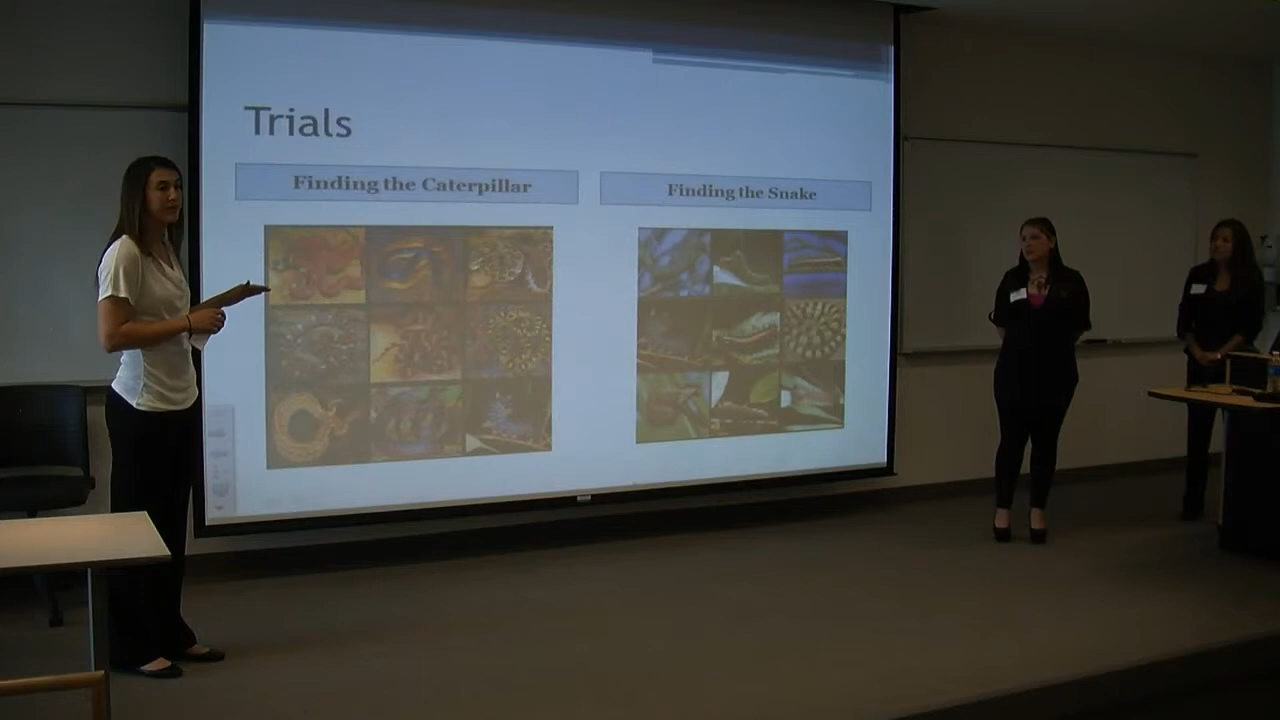 Trials
Finding the Caterpillar
Finding the Snake